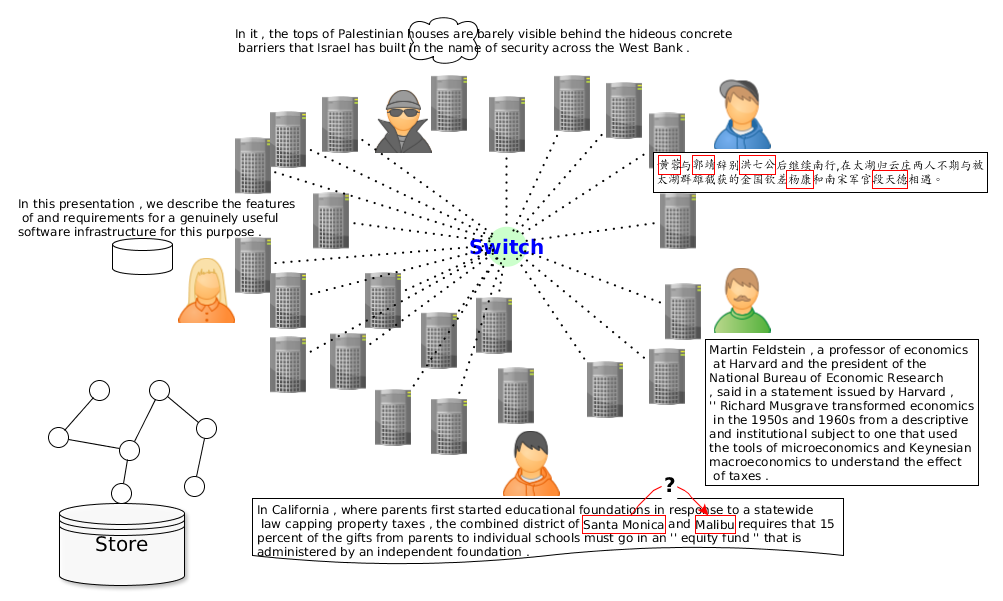 In it , the tops of Palestinian houses are barely visible behind the hideous concrete
barriers that Israel has built in the name of security across the West Bank .
黄蓉与郭靖辞别洪七公后继续南行,在太湖归云庄两人不期与被
太湖群雄截获的金国钦差杨康和南宋军官段天德相遇。
In this presentation , we describe the features
of and requirements for a genuinely useful
software infrastructure for this purpose .
Switch
Martin Feldstein , a professor of economics
at Harvard and the president of the
National Bureau of Economic Research
, said in a statement issued by Harvard ,
'' Richard Musgrave transformed economics
in the 1950s and 1960s from a descriptive
and institutional subject to one that used
the tools of microeconomics and Keynesian
macroeconomics to understand the effect
of taxes .
?
In California , where parents first started educational foundations in response to a statewide
law capping property taxes , the combined district of Santa Monica and Malibu requires that 15
percent of the gifts from parents to individual schools must go in an '' equity fund '' that is
administered by an independent foundation .
Store